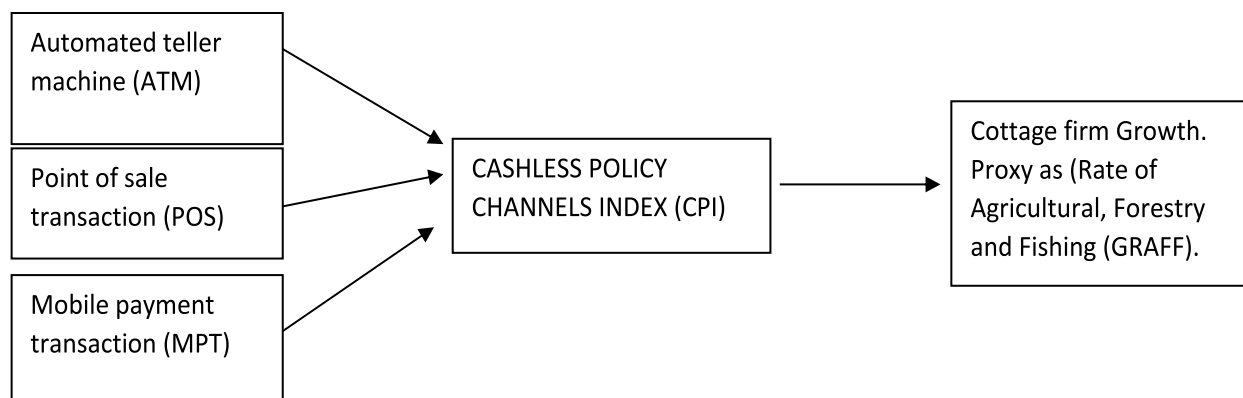 Automated teller
machine (ATM)
Point of sale
transaction (POS)
Mobile payment
transaction (MPT)
CASHLESS POLICY
CHANNELS INDEX (CPI)
Cottage firm Growth.
Proxy as (Rate of
Agricultural, Forestry
and Fishing (GRAFF).